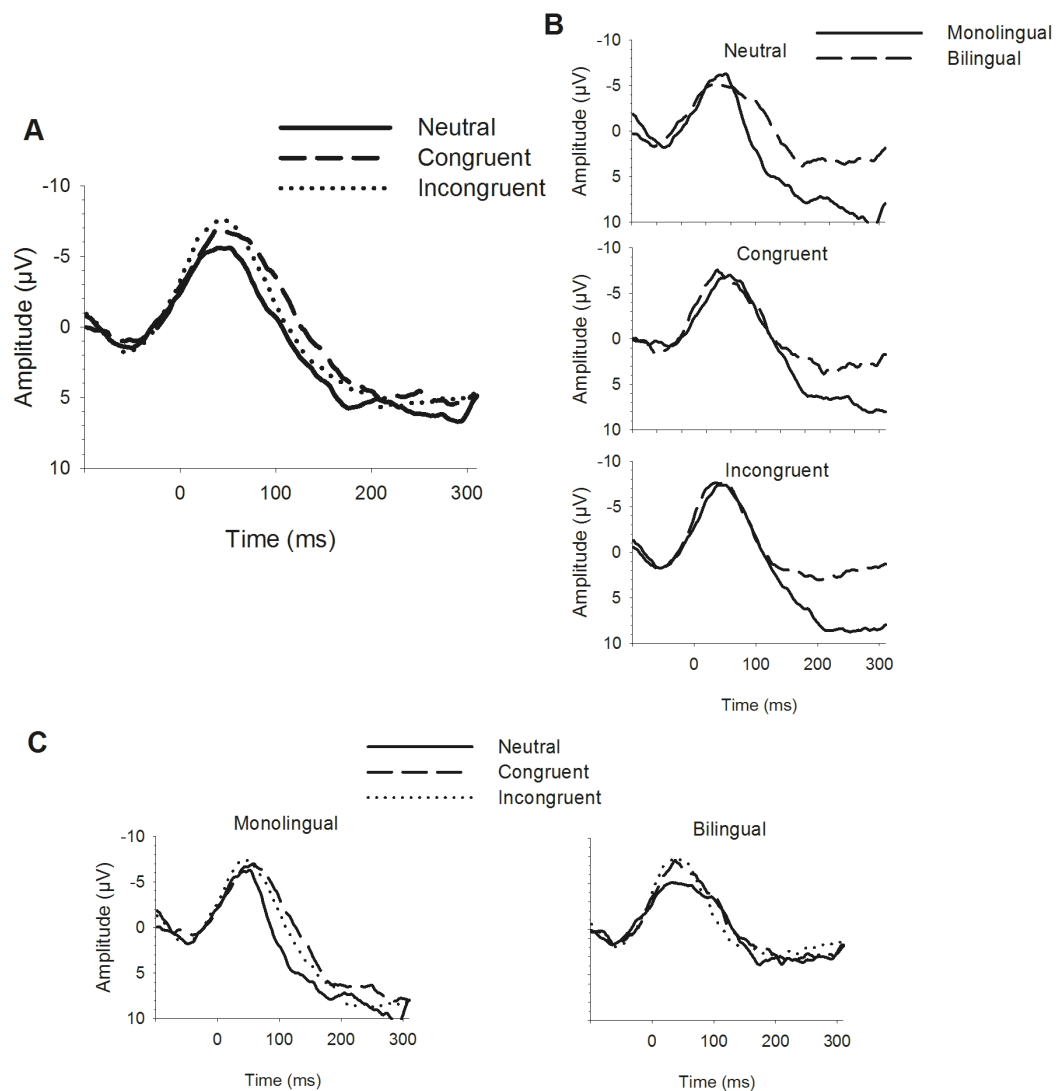 A
Neutral
Congruent
Incongruent
-10
-5
0
5
10
Amplitude (µV)
0 100 200 300
Time (ms)
B
Monolingual
Bilingual
Neutral
-10
-5
0
5
10
Amplitude (µV)
Congruent
-10
-5
0
5
10
Amplitude (µV)
Incongruent
-10
-5
0
5
10
Amplitude (µV)
0 100 200 300
Time (ms)
C
Neutral
Congruent
Incongruent
Monolingual
-10
-5
0
5
10
Amplitude (µV)
0 100 200 300
Time (ms)
Bilingual
0 100 200 300
Time (ms)